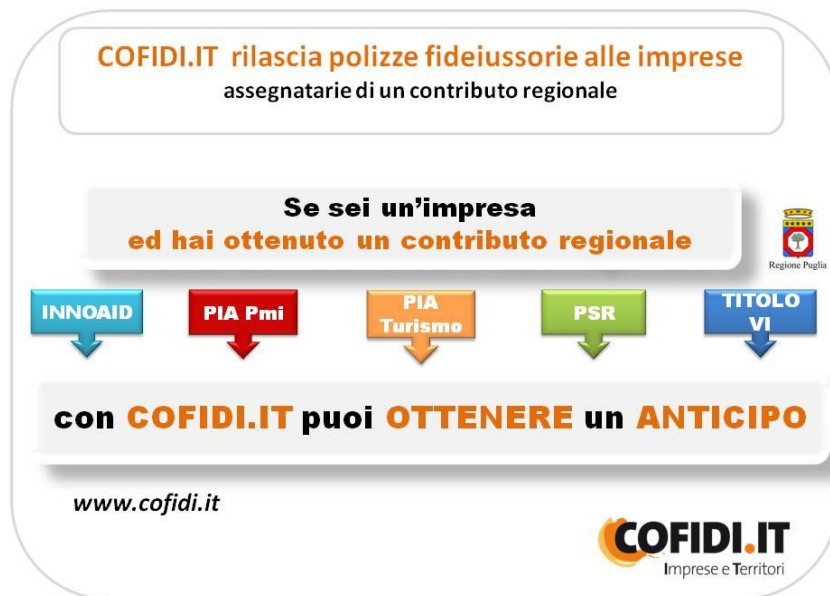 COFIDI.IT rilascia polizze fideiussorie alle imprese
assegnatarie di un contributo regionale
Se sei un'impresa
ed hai ottenuto un contributo regionale
Regione Puglia
INNOAID
PIA Pmi
PIA
Turismo
PSR
TITOLO
VI
con COFIDI.IT puoi OTTENERE un ANTICIPO
www.cofidi.it
COFIDI.IT
Imprese e Territori